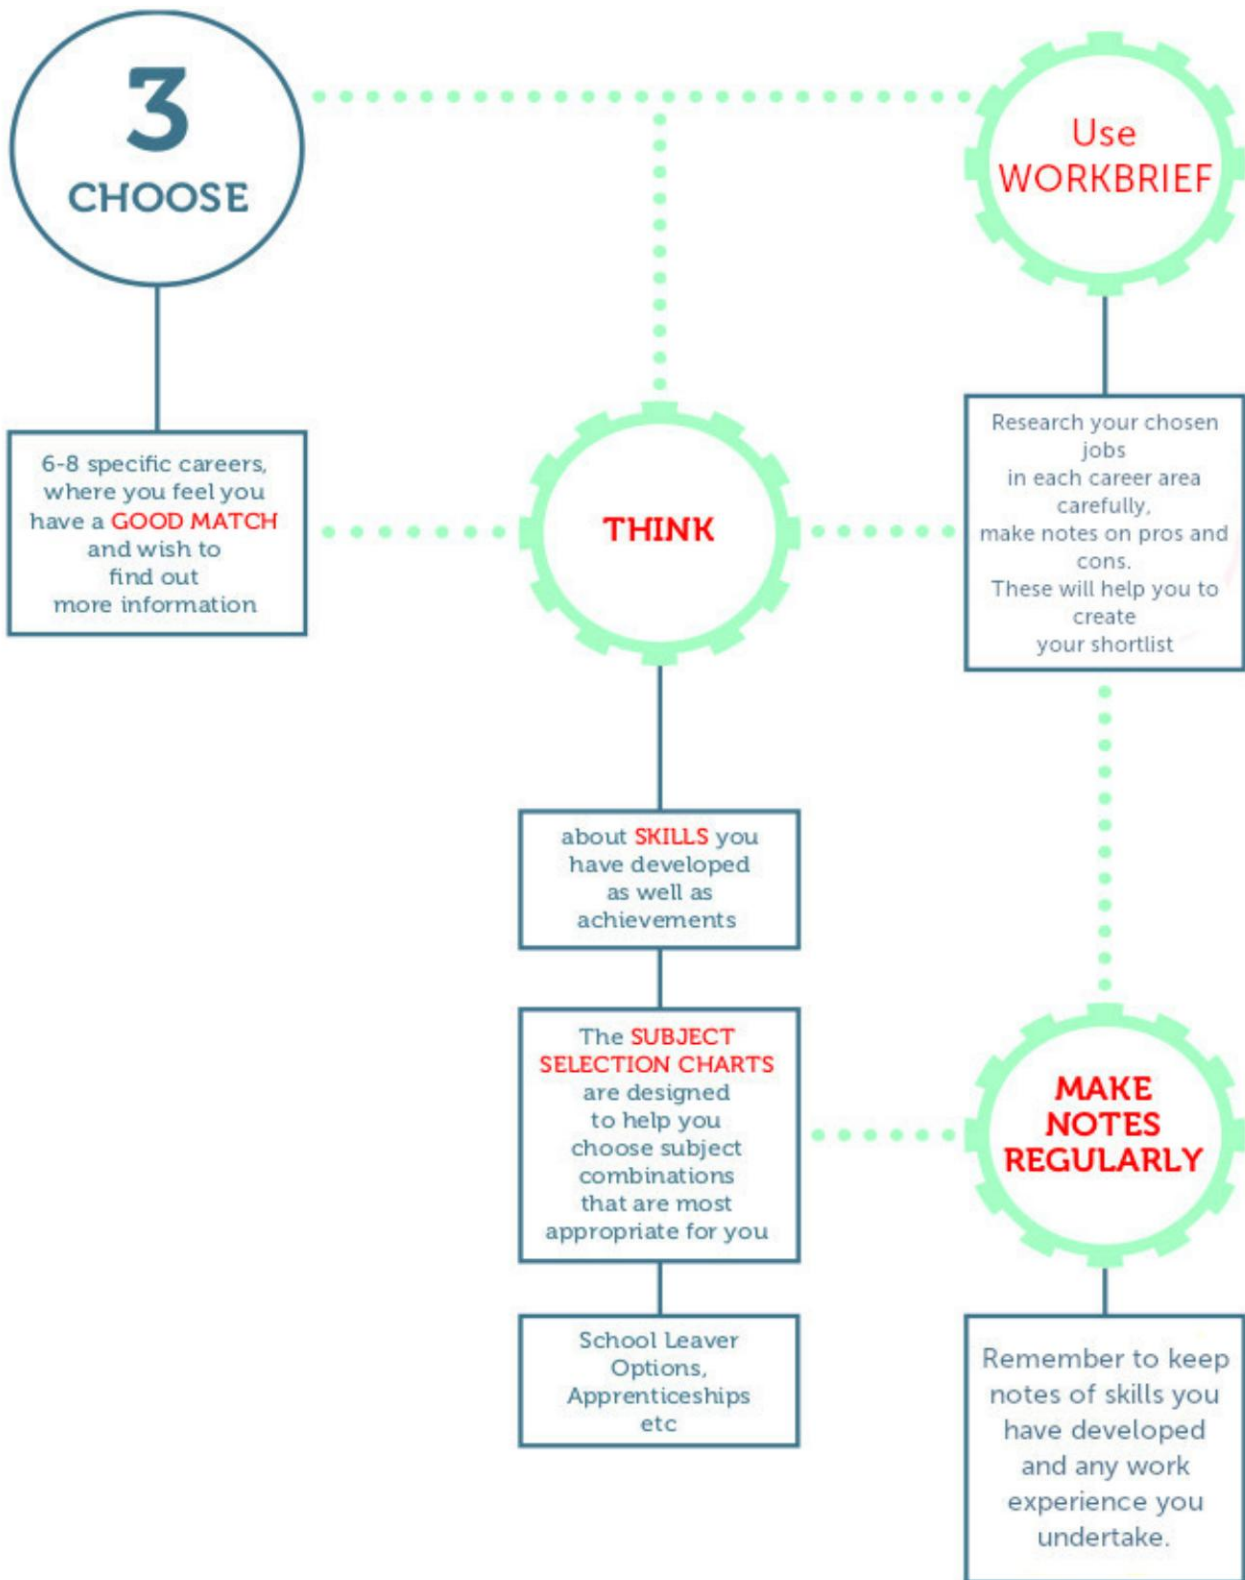 3
CHOOSE
6-8 specific careers,
where you feel you
have a GOOD MATCH
and wish to
find out
more information
THINK
about SKILLS you
have developed
as well as
achievements
The SUBJECT
SELECTION CHARTS
are designed
to help you
choose subject
combinations
that are most
appropriate for you
School Leaver
Options,
Apprenticeships
etc
Use
WORKBRIEF
Research your chosen
jobs
in each career area
carefully,
make notes on pros and
cons.
These will help you to
create
your shortlist
MAKE
NOTES
REGULARLY
Remember to keep
notes of skills you
have developed
and any work
experience you
undertake.